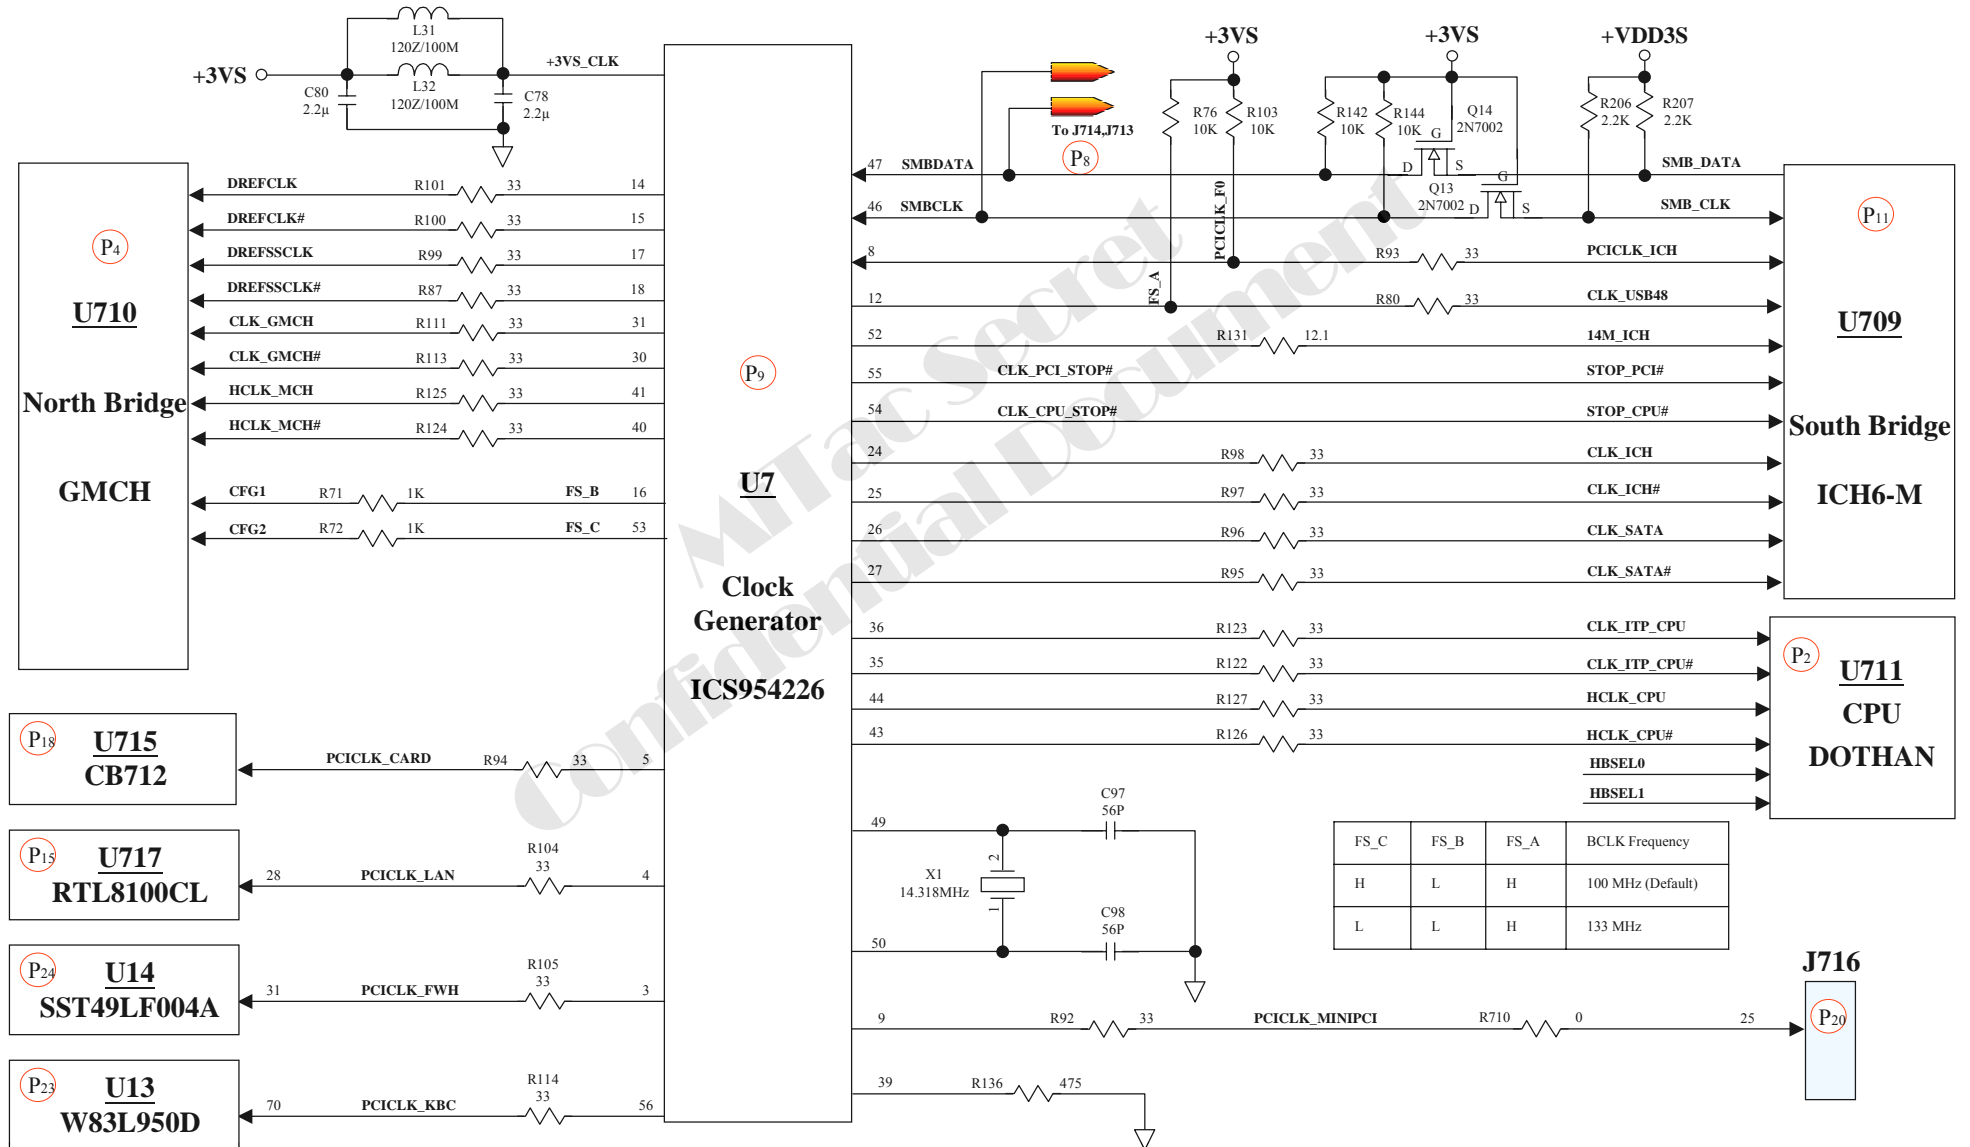 L31
120Z/100M
+3VS
+3VS_CLK
L32
120Z/100M
C80
2.2µ
C78
2.2µ
To J714,J713
P8
+3VS
R76
10K
R103
10K
+3VS
R142
10K
R144
10K
Q14
2N7002
G
D
S
Q13
2N7002
G
D
S
+VDD3S
R206
2.2K
R207
2.2K
P4
U710
North Bridge
GMCH
DREFCLK R101 33 14
DREFCLK# R100 33 15
DREFSSCLK R99 33 17
DREFSSCLK# R87 33 18
CLK_GMCH R111 33 31
CLK_GMCH# R113 33 30
HCLK_MCH R125 33 41
HCLK_MCH# R124 33 40
CFG1 R71 1K FS_B 16
CFG2 R72 1K FS_C 53
P9
U7
Clock
Generator
ICS954226
47 SMBDATA SMB_DATA
46 SMBCLK SMB_CLK
PCICLK_F0
FS_A
8 R93 33 PCICLK_ICH
12 R80 33 CLK_USB48
52 R131 12.1 14M_ICH
55 CLK_PCI_STOP# STOP_PCI#
54 CLK_CPU_STOP# STOP_CPU#
24 R98 33 CLK_ICH
25 R97 33 CLK_ICH#
26 R96 33 CLK_SATA
27 R95 33 CLK_SATA#
P11
U709
South Bridge
ICH6-M
36 R123 33 CLK_ITP_CPU
35 R122 33 CLK_ITP_CPU#
44 R127 33 HCLK_CPU
43 R126 33 HCLK_CPU#
HBSEL0
HBSEL1
P2
U711
CPU
DOTHAN
P18
U715
CB712
PCICLK_CARD R94 33 5
P15
U717
RTL8100CL
28 PCICLK_LAN R104 33 4
P24
U14
SST49LF004A
31 PCICLK_FWH R105 33 3
P23
U13
W83L950D
70 PCICLK_KBC R114 33 56
49
C97
56P
2
X1
14.318MHz
1
C98
56P
50
FS_C FS_B FS_A BCLK Frequency
H L H 100 MHz (Default)
L L H 133 MHz
J716
P20
9 R92 33 PCICLK_MINIPCI R710 0 25
39 R136 475
MiTac Secret
Confidential Document